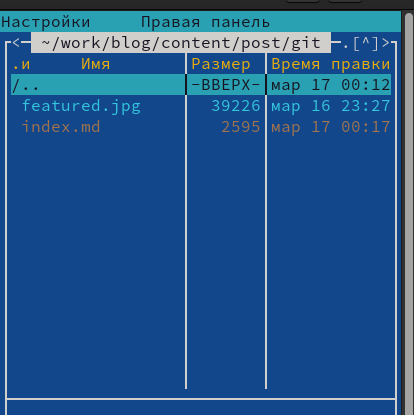 Настройки Правая панель
<─ ~/work/blog/content/post/git ─.[^]>
.и Имя Размер Время правки
/.. -ВВЕРХ- мар 17 00:12
featured.jpg 39226 мар 16 23:27
index.md 2595 мар 17 00:17